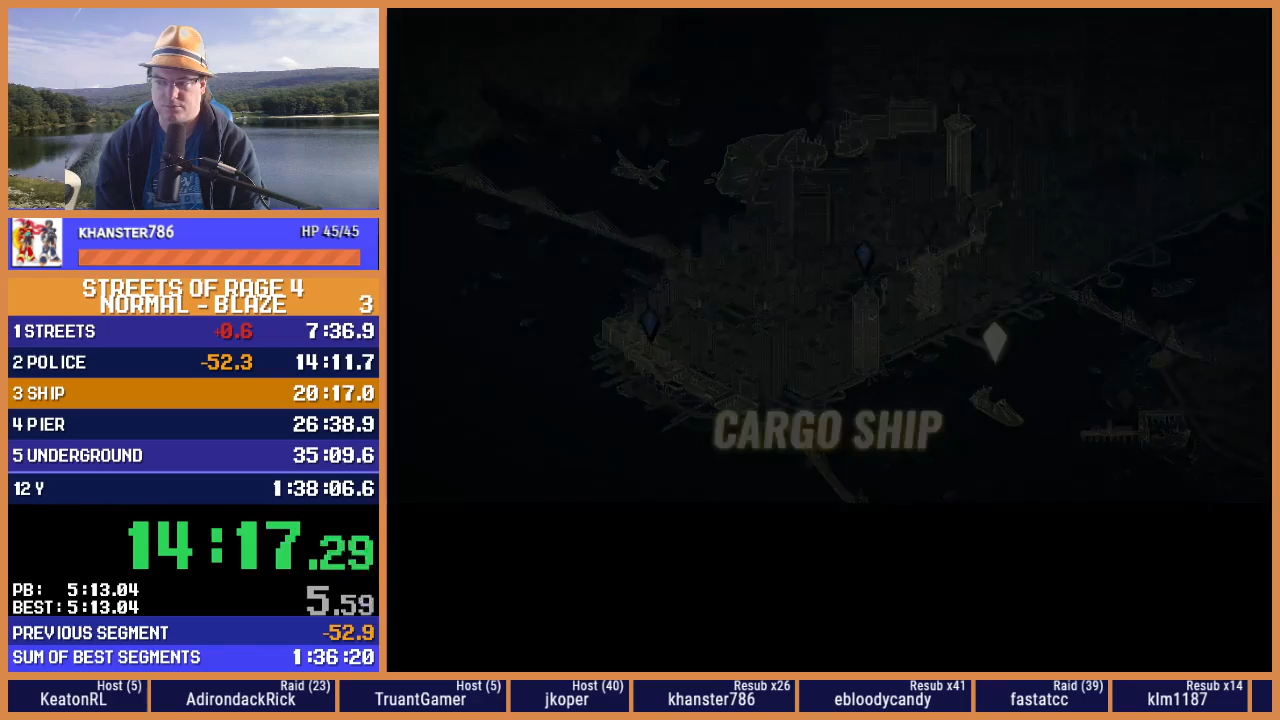 KHANSTER786 HP 45/45
STREETS OF RAGE 4
NORMAL - BLAZE 3
1 STREETS +0.6 7:36.9
2 POLICE -52.3 14:11.7
3 SHIP 20:17.0
4 PIER 26:38.9
5 UNDERGROUND 35:09.6
12 Y 1:38:06.6
14:17.29
PB: 5:13.04
BEST: 5:13.04
5.59
PREVIOUS SEGMENT -52.9
SUM OF BEST SEGMENTS 1:36:20
CARGO SHIP
Host (5)
KeatonRL
Raid (23)
AdirondackRick
Host (5)
TruantGamer
Host (40)
jkoper
Resub x26
khanster786
Resub x41
ebloodycandy
Raid (39)
fastatcc
Resub x14
klm1187